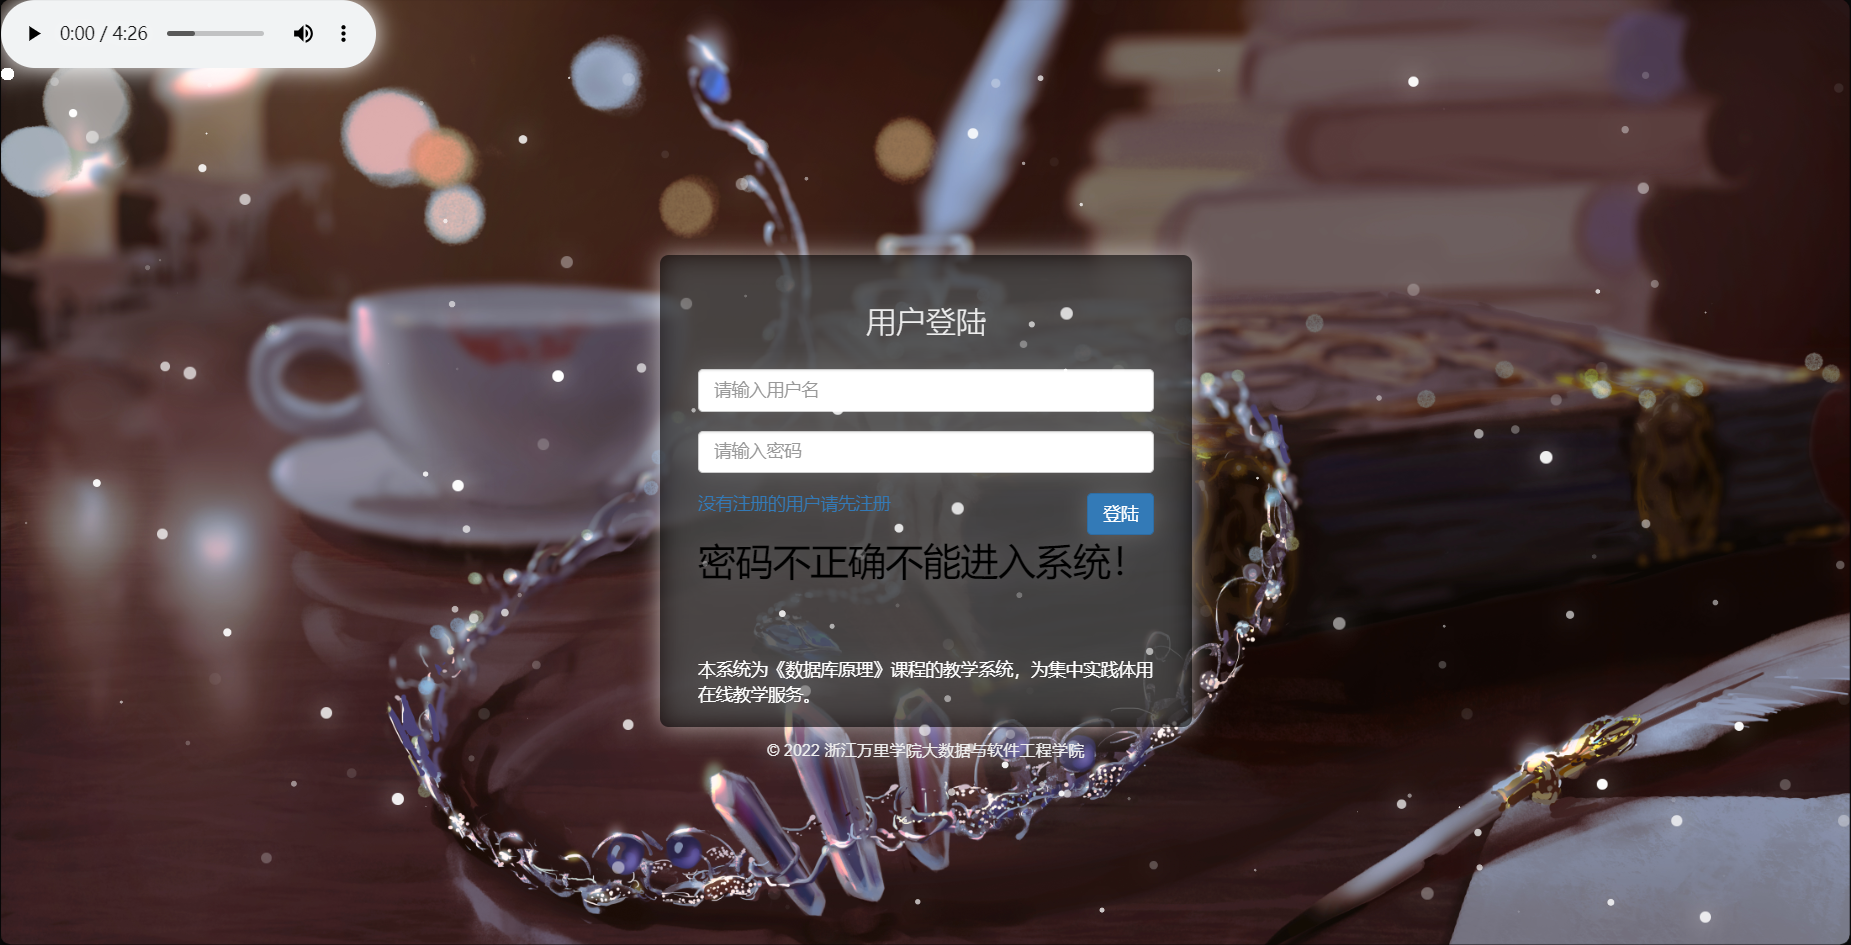 0:00 / 4:26
用户登陆
请输入用户名
请输入密码
没有注册的用户请先注册
登陆
密码不正确不能进入系统！
本系统为《数据库原理》课程的教学系统，为集中实践体用
在线教学服务。
© 2022 浙江万里学院大数据与软件工程学院